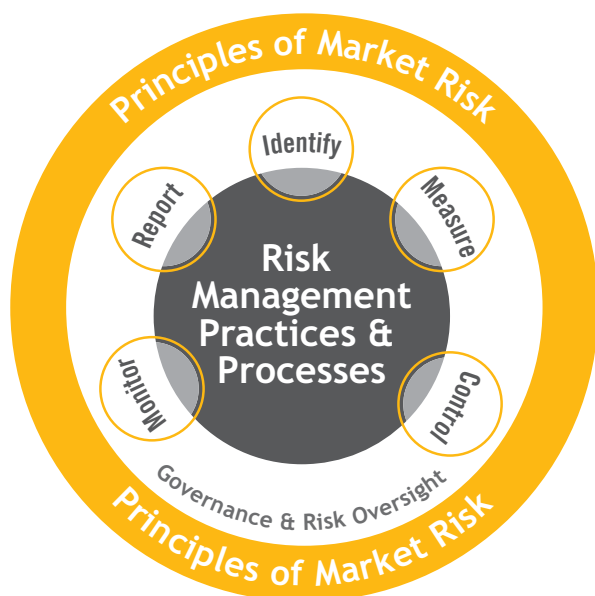 Principles of Market Risk
Identify
Measure
Control
Monitor
Report
Risk
Management
Practices &
Processes
Governance & Risk Oversight
Principles of Market Risk